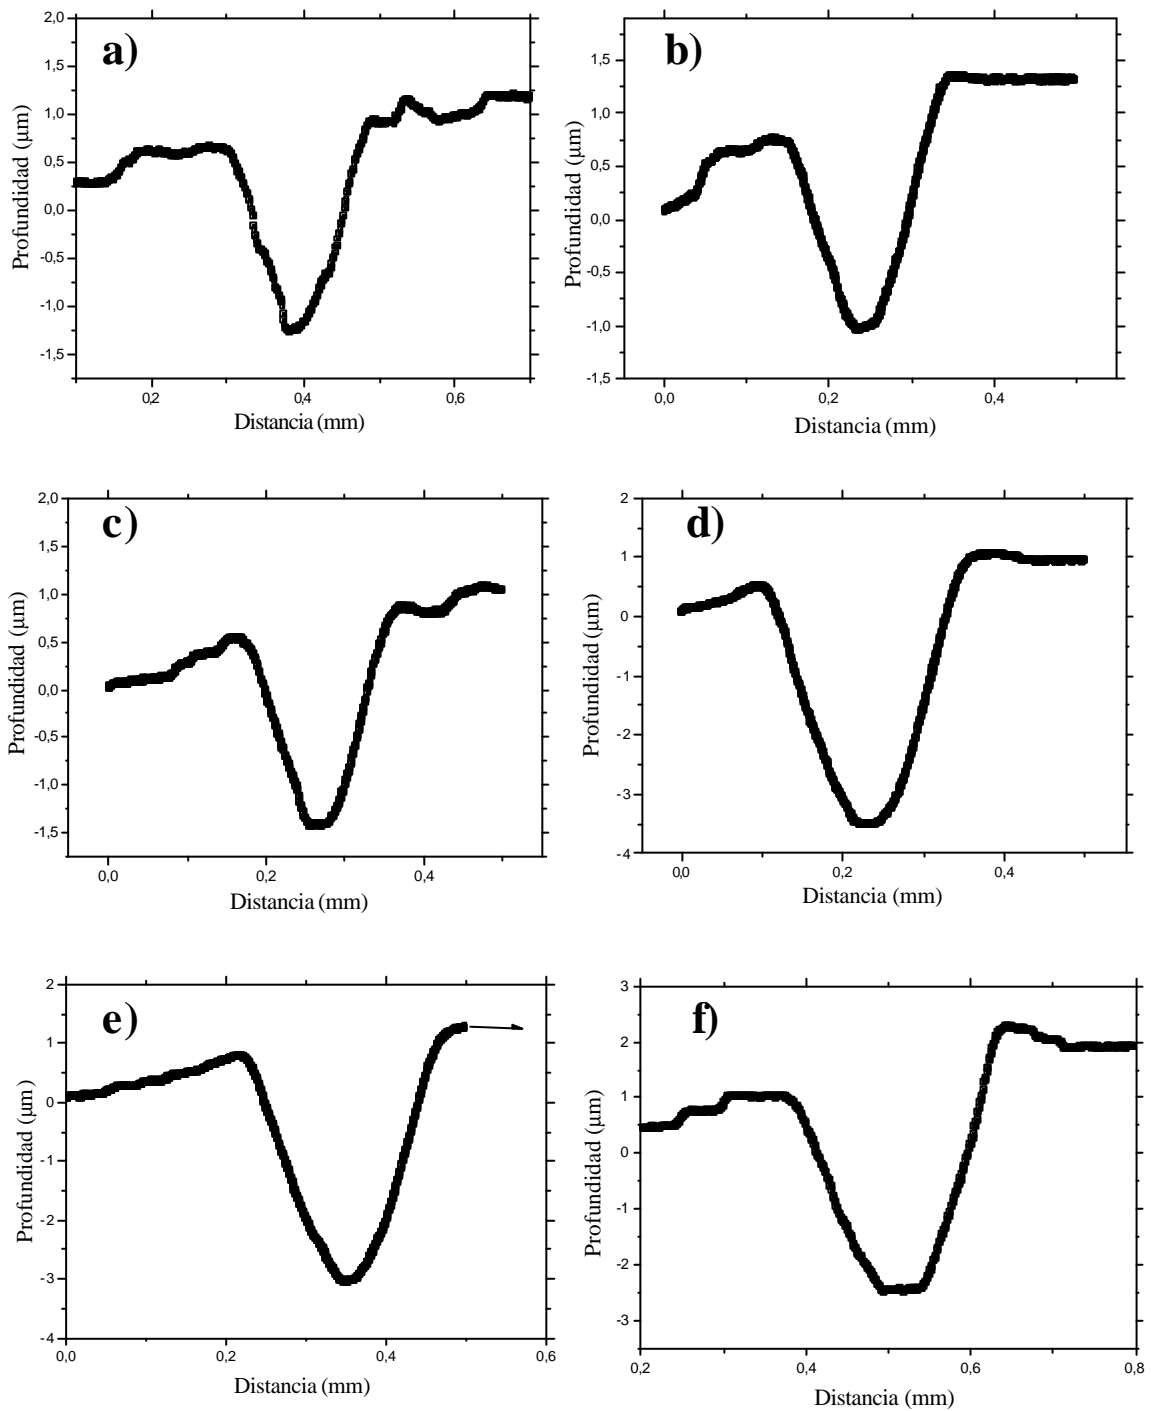 a)
2,0
1,5
1,0
0,5
0,0
-0,5
-1,0
-1,5
Profundidad (μm)
0,2 0,4 0,6
Distancia (mm)
b)
1,5
1,0
0,5
0,0
-0,5
-1,0
-1,5
Profundidad (μm)
0,0 0,2 0,4
Distancia (mm)
c)
2,0
1,5
1,0
0,5
0,0
-0,5
-1,0
-1,5
Profundidad (μm)
0,0 0,2 0,4
Distancia (mm)
d)
2
1
0
-1
-2
-3
-4
Profundidad (μm)
0,0 0,2 0,4
Distancia (mm)
e)
2
1
0
-1
-2
-3
-4
Profundidad (μm)
0,0 0,2 0,4 0,6
Distancia (mm)
f)
3
2
1
0
-1
-2
-3
Profundidad (μm)
0,2 0,4 0,6 0,8
Distancia (mm)